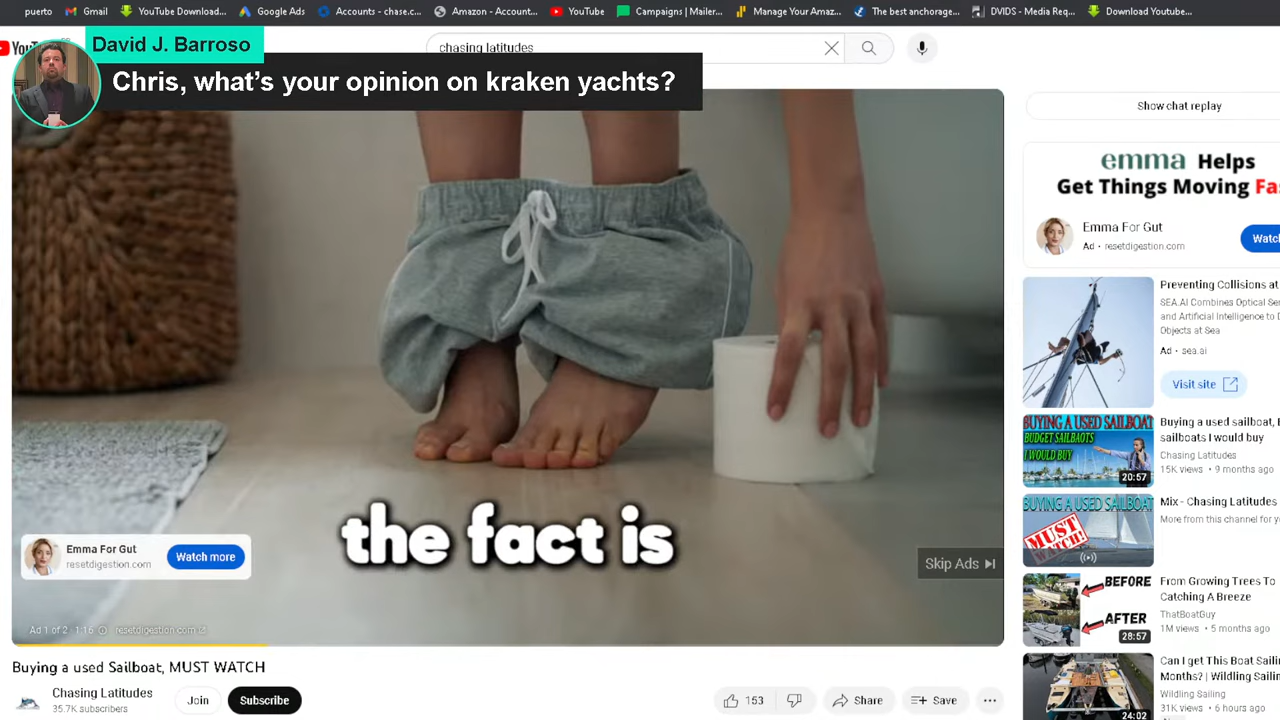 puerto
Gmail
YouTube Download...
Google Ads
Accounts - chase.c...
Amazon - Account...
YouTube
Campaigns | Mailer...
Manage Your Amaz...
The best anchorage...
DVIDS - Media Req...
Download Youtube...
David J. Barroso
Chris, what's your opinion on kraken yachts?
chasing latitudes
the fact is
Emma For Gut
resetdigestion.com
Watch more
Skip Ads
Ad 1 of 2 · 1:16
resetdigestion.com
Buying a used Sailboat, MUST WATCH
Chasing Latitudes
35.7K subscribers
Join
Subscribe
153
Share
Save
Show chat replay
emma Helps
Get Things Moving Fa
Emma For Gut
Ad · resetdigestion.com
Watch
Preventing Collisions at
SEA.AI Combines Optical Se
and Artificial Intelligence to D
Objects at Sea
Ad · sea.ai
Visit site
BUYING A USED SAILBOAT
BUDGET SAILBAOTS
I WOULD BUY
20:57
Buying a used sailboat,
sailboats I would buy
Chasing Latitudes
15K views · 9 months ago
BUYING A USED SAILBOAT
MUST
WATCH!
Mix - Chasing Latitudes
More from this channel for y
BEFORE
AFTER
28:57
From Growing Trees To
Catching A Breeze
ThatBoatGuy
1M views · 5 months ago
24:02
Can I get This Boat Saili
Months? | Wildling Sailin
Wildling Sailing
31K views · 6 hours ago